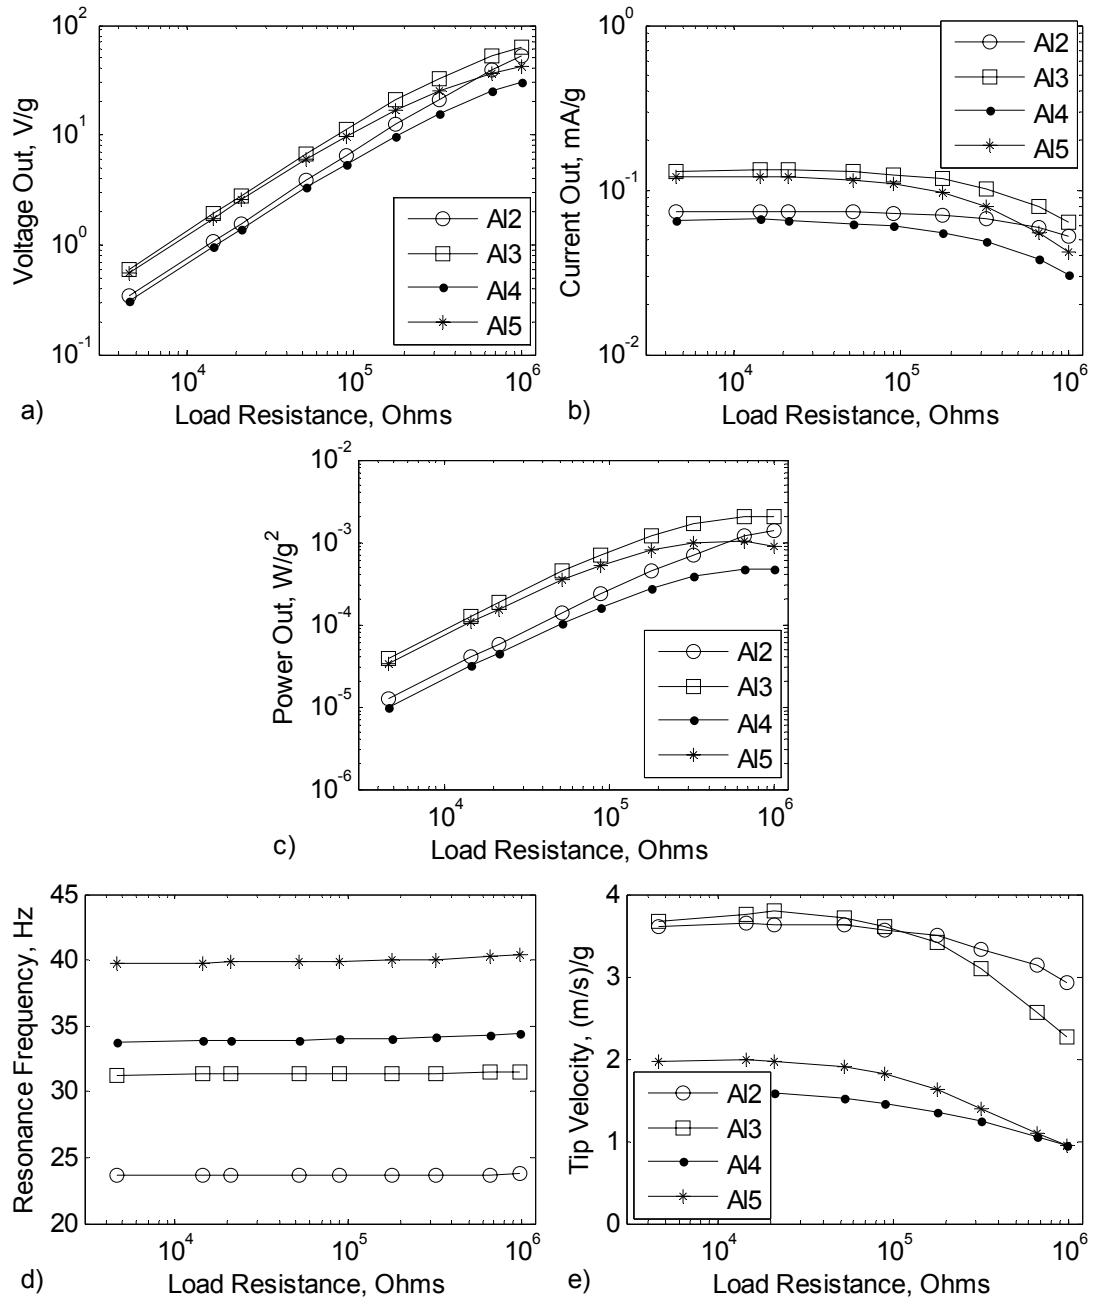 10^2
10^1
10^0
10^-1
Voltage Out, V/g
Al2
Al3
Al4
Al5
10^4
10^5
10^6
a)
Load Resistance, Ohms
10^0
10^-1
10^-2
Current Out, mA/g
Al2
Al3
Al4
Al5
10^4
10^5
10^6
b)
Load Resistance, Ohms
10^-2
10^-3
10^-4
10^-5
10^-6
Power Out, W/g^2
Al2
Al3
Al4
Al5
10^4
10^5
10^6
c)
Load Resistance, Ohms
45
40
35
30
25
20
Resonance Frequency, Hz
10^4
10^5
10^6
d)
Load Resistance, Ohms
4
3
2
1
0
Tip Velocity, (m/s)/g
Al2
Al3
Al4
Al5
10^4
10^5
10^6
e)
Load Resistance, Ohms